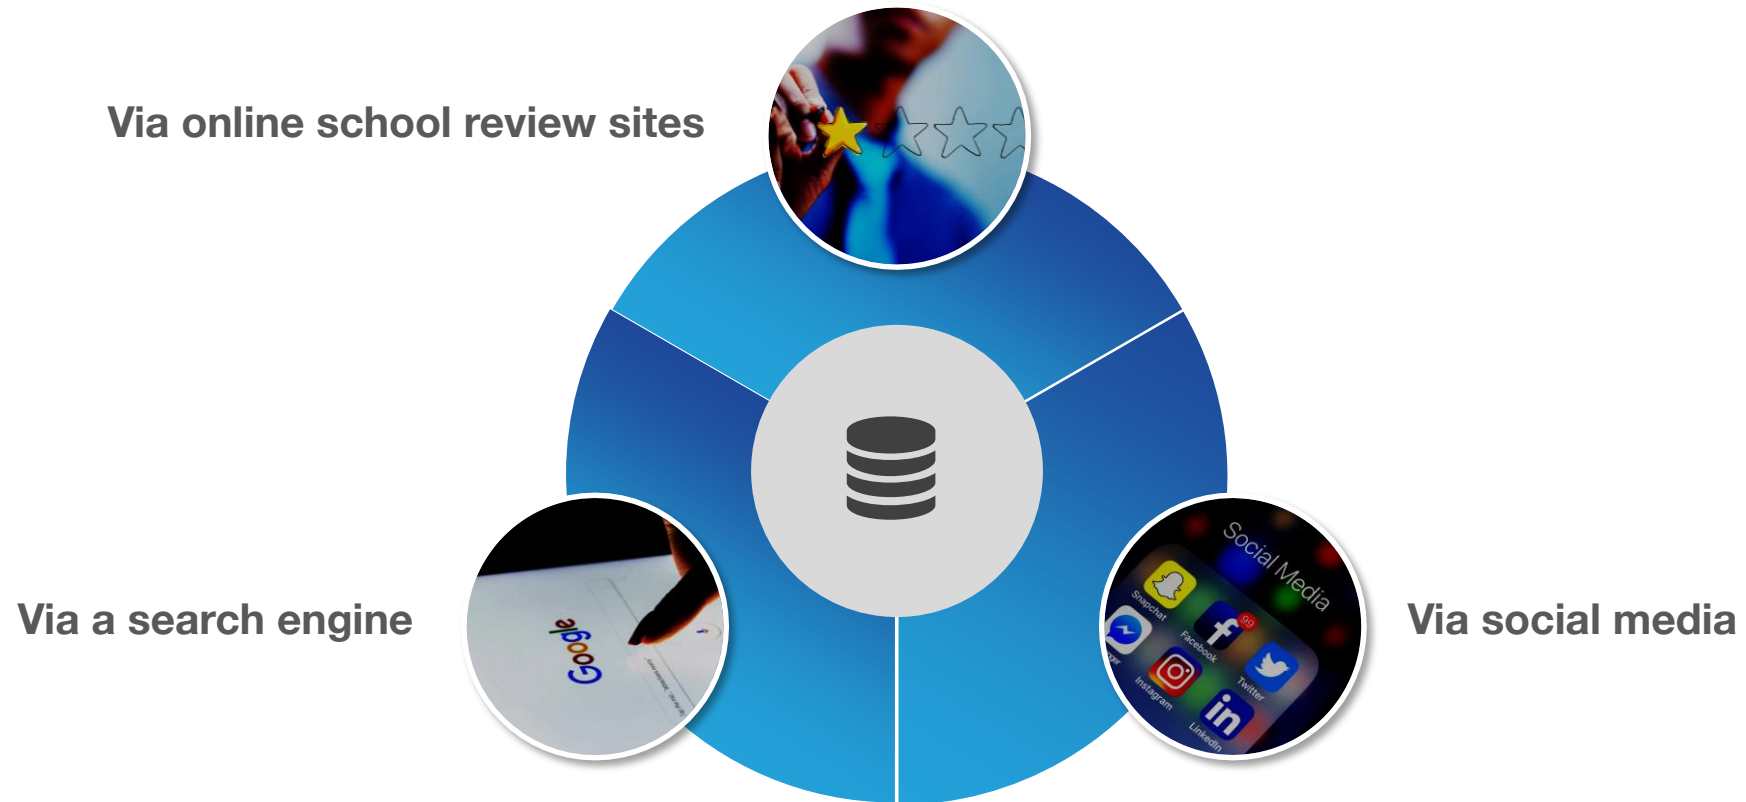 Via online school review sites
Via a search engine
Google
Social Media
Snapchat
99
Facebook
Twitter
Instagram
LinkedIn
Via social media